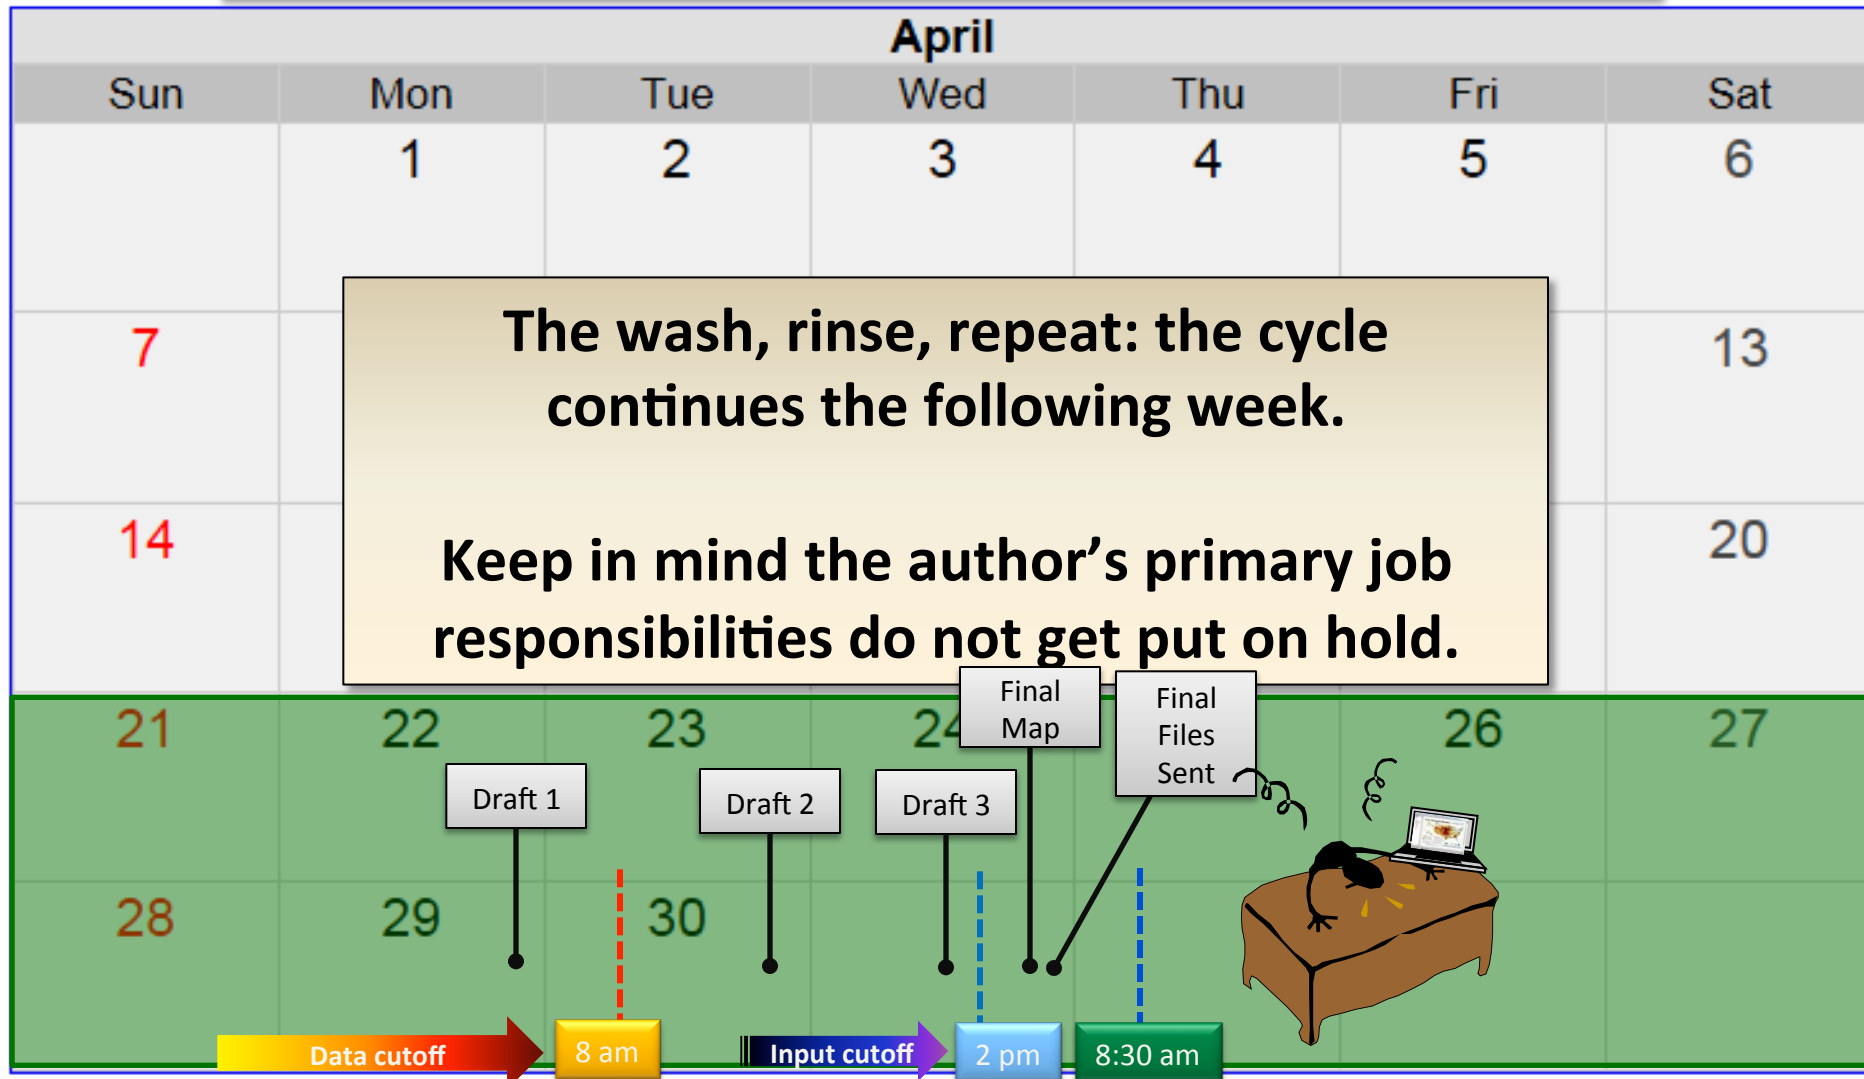 April
Sun Mon Tue Wed Thu Fri Sat
1 2 3 4 5 6
7 13
The wash, rinse, repeat: the cycle
continues the following week.
14 20
Keep in mind the author’s primary job
responsibilities do not get put on hold.
21 22 23 24 26 27
Final
Map
Final
Files
Sent
Draft 1
Draft 2
Draft 3
28 29 30
Data cutoff
8 am
Input cutoff
2 pm
8:30 am